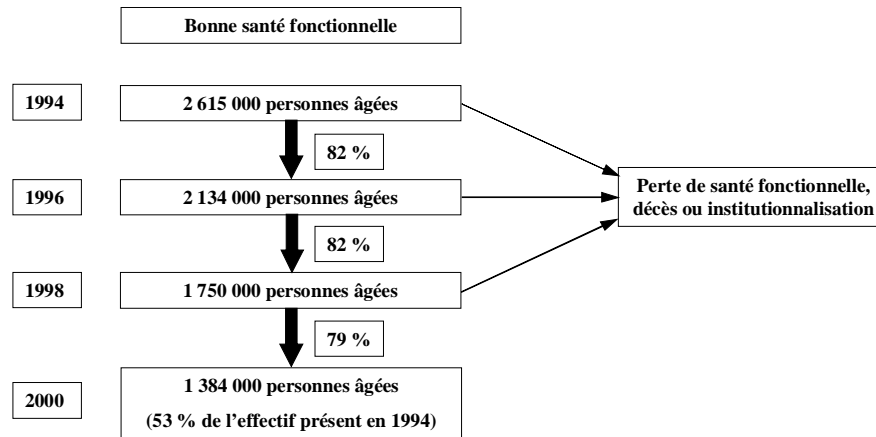 Bonne santé fonctionnelle
1994
2 615 000 personnes âgées
82 %
1996
2 134 000 personnes âgées
Perte de santé fonctionnelle,
décès ou institutionnalisation
82 %
1998
1 750 000 personnes âgées
79 %
2000
1 384 000 personnes âgées
(53 % de l’effectif présent en 1994)